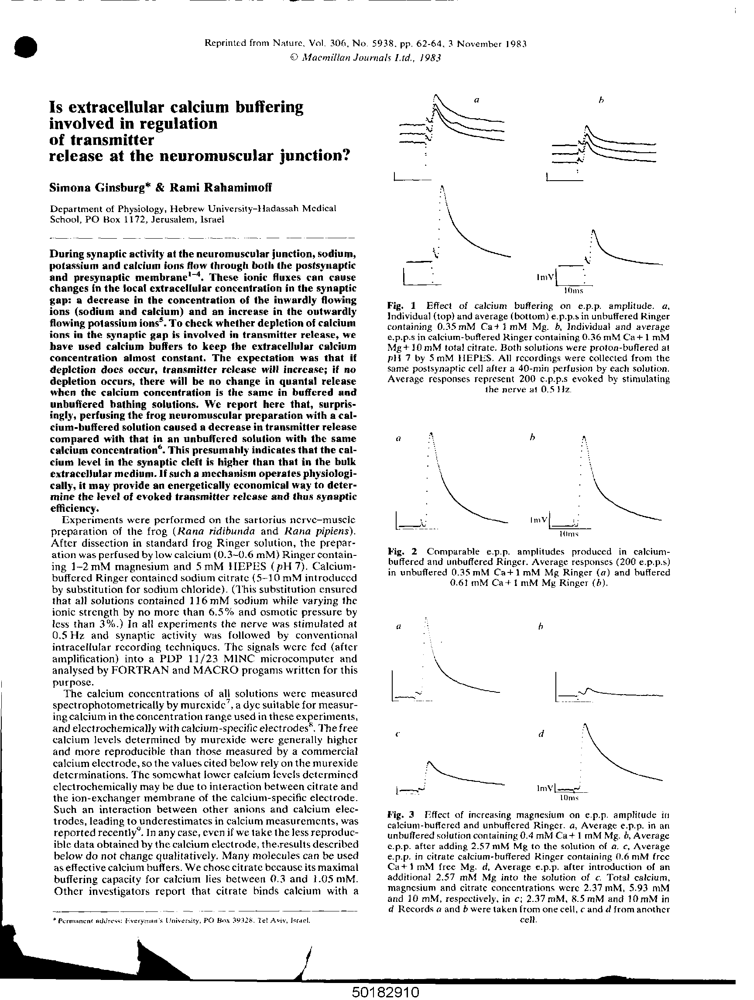 Reprinted from Nature, Vol. 306, No. 5938, pp. 62-64, 3 November 1983
© Macmillan Journals Ltd., 1983
Is extracellular calcium buffering
involved in regulation
of transmitter
release at the neuromuscular junction?
Simona Ginsburg* & Rami Rahamimoff
Department of Physiology, Hebrew University–Hadassah Medical
School, PO Box 1172, Jerusalem, Israel
During synaptic activity at the neuromuscular junction, sodium,
potassium and calcium ions flow through both the postsynaptic
and presynaptic membrane1–4. These ionic fluxes can cause
changes in the local extracellular concentration in the synaptic
gap: a decrease in the concentration of the inwardly flowing
ions (sodium and calcium) and an increase in the outwardly
flowing potassium ions5. To check whether depletion of calcium
ions in the synaptic gap is involved in transmitter release, we
have used calcium buffers to keep the extracellular calcium
concentration almost constant. The expectation was that if
depletion does occur, transmitter release will increase; if no
depletion occurs, there will be no change in quantal release
when the calcium concentration is the same in buffered and
unbuffered bathing solutions. We report here that, surpris-
ingly, perfusing the frog neuromuscular preparation with a cal-
cium-buffered solution caused a decrease in transmitter release
compared with that in an unbuffered solution with the same
calcium concentration6. This presumably indicates that the cal-
cium level in the synaptic cleft is higher than that in the bulk
extracellular medium. If such a mechanism operates physiologi-
cally, it may provide an energetically economical way to deter-
mine the level of evoked transmitter release and thus synaptic
efficiency.
Experiments were performed on the sartorius nerve–muscle
preparation of the frog (Rana ridibunda and Rana pipiens).
After dissection in standard frog Ringer solution, the prepar-
ation was perfused by low calcium (0.3–0.6 mM) Ringer contain-
ing 1–2 mM magnesium and 5 mM HEPES (pH 7). Calcium-
buffered Ringer contained sodium citrate (5–10 mM introduced
by substitution for sodium chloride). (This substitution ensured
that all solutions contained 116 mM sodium while varying the
ionic strength by no more than 6.5% and osmotic pressure by
less than 3%.) In all experiments the nerve was stimulated at
0.5 Hz and synaptic activity was followed by conventional
intracellular recording techniques. The signals were fed (after
amplification) into a PDP 11/23 MINC microcomputer and
analysed by FORTRAN and MACRO progams written for this
purpose.
The calcium concentrations of all solutions were measured
spectrophotometrically by murexide7, a dye suitable for measur-
ing calcium in the concentration range used in these experiments,
and electrochemically with calcium-specific electrodes8. The free
calcium levels determined by murexide were generally higher
and more reproducible than those measured by a commercial
calcium electrode, so the values cited below rely on the murexide
determinations. The somewhat lower calcium levels determined
electrochemically may be due to interaction between citrate and
the ion-exchanger membrane of the calcium-specific electrode.
Such an interaction between other anions and calcium elec-
trodes, leading to underestimates in calcium measurements, was
reported recently9. In any case, even if we take the less reproduc-
ible data obtained by the calcium electrode, the results described
below do not change qualitatively. Many molecules can be used
as effective calcium buffers. We chose citrate because its maximal
buffering capacity for calcium lies between 0.3 and 1.05 mM.
Other investigators report that citrate binds calcium with a
* Permanent address: Everyman's University, PO Box 39328, Tel Aviv, Israel.
a b
1mV
10ms
Fig. 1 Effect of calcium buffering on e.p.p. amplitude. a,
Individual (top) and average (bottom) e.p.p.s in unbuffered Ringer
containing 0.35 mM Ca + 1 mM Mg. b, Individual and average
e.p.p.s in calcium-buffered Ringer containing 0.36 mM Ca + 1 mM
Mg + 10 mM total citrate. Both solutions were proton-buffered at
pH 7 by 5 mM HEPES. All recordings were collected from the
same postsynaptic cell after a 40-min perfusion by each solution.
Average responses represent 200 e.p.p.s evoked by stimulating
the nerve at 0.5 Hz.
a b
1mV
10ms
Fig. 2 Comparable e.p.p. amplitudes produced in calcium-
buffered and unbuffered Ringer. Average responses (200 e.p.p.s)
in unbuffered 0.35 mM Ca + 1 mM Mg Ringer (a) and buffered
0.61 mM Ca + 1 mM Mg Ringer (b).
a b
c d
1mV
10ms
Fig. 3 Effect of increasing magnesium on e.p.p. amplitude in
calcium-buffered and unbuffered Ringer. a, Average e.p.p. in an
unbuffered solution containing 0.4 mM Ca + 1 mM Mg. b, Average
e.p.p. after adding 2.57 mM Mg to the solution of a. c, Average
e.p.p. in citrate calcium-buffered Ringer containing 0.6 mM free
Ca + 1 mM free Mg. d, Average e.p.p. after introduction of an
additional 2.57 mM Mg into the solution of c. Total calcium,
magnesium and citrate concentrations were 2.37 mM, 5.93 mM
and 10 mM, respectively, in c; 2.37 mM, 8.5 mM and 10 mM in
d. Records a and b were taken from one cell, c and d from another
cell.
50182910